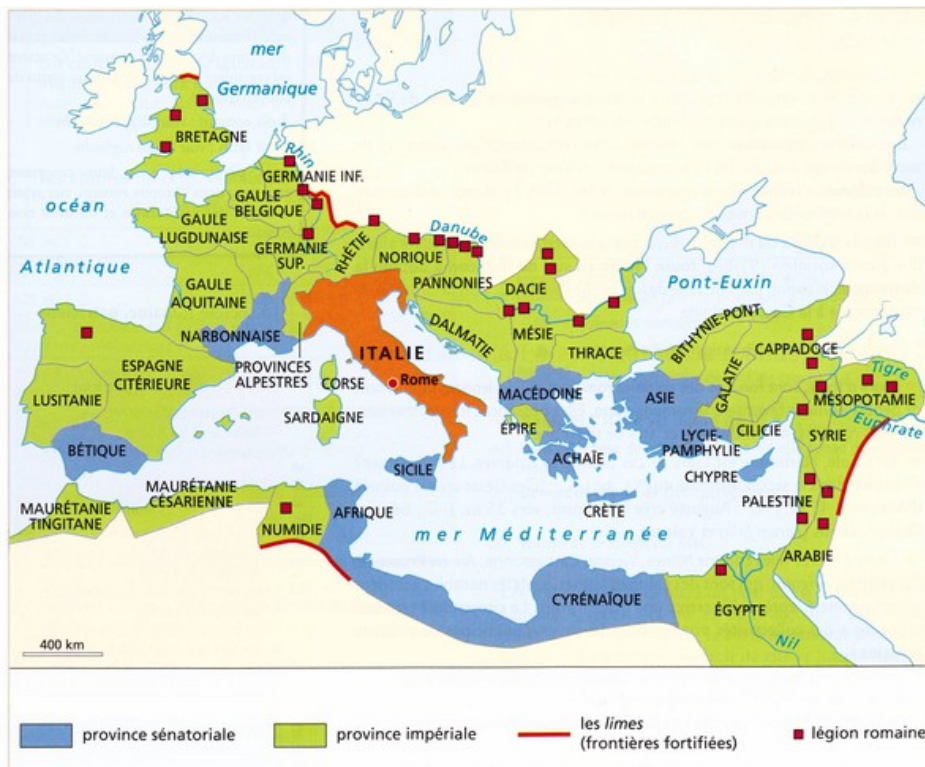 mer
Germanique
BRETAGNE
Rhin
GERMANIE INF.
océan
GAULE
BELGIQUE
GAULE
LUGDUNAISE
GERMANIE
SUP.
RHÉTIE
Danube
NORIQUE
Atlantique
PANNONIES
DACIE
Pont-Euxin
GAULE
AQUITAINE
DALMATIE
MÉSIE
BITHYNIE-PONT
NARBONNAISE
THRACE
CAPPADOCE
PROVINCES
ALPESTRES
ITALIE
Rome
CORSE
ESPAGNE
CITÉRIEURE
LUSITANIE
MACÉDOINE
ASIE
GALATIE
Tigre
MÉSOPOTAMIE
Euphrate
SARDAIGNE
ÉPIRE
CILICIE
SYRIE
BÉTIQUE
LYCIE-
PAMPHYLIE
ACHAÏE
SICILE
CHYPRE
MAURÉTANIE
TINGITANE
MAURÉTANIE
CÉSARIENNE
NUMIDIE
AFRIQUE
CRÈTE
PALESTINE
mer Méditerranée
ARABIE
CYRÉNAÏQUE
ÉGYPTE
Nil
400 km
province sénatoriale
province impériale
les limes
(frontières fortifiées)
légion romaine